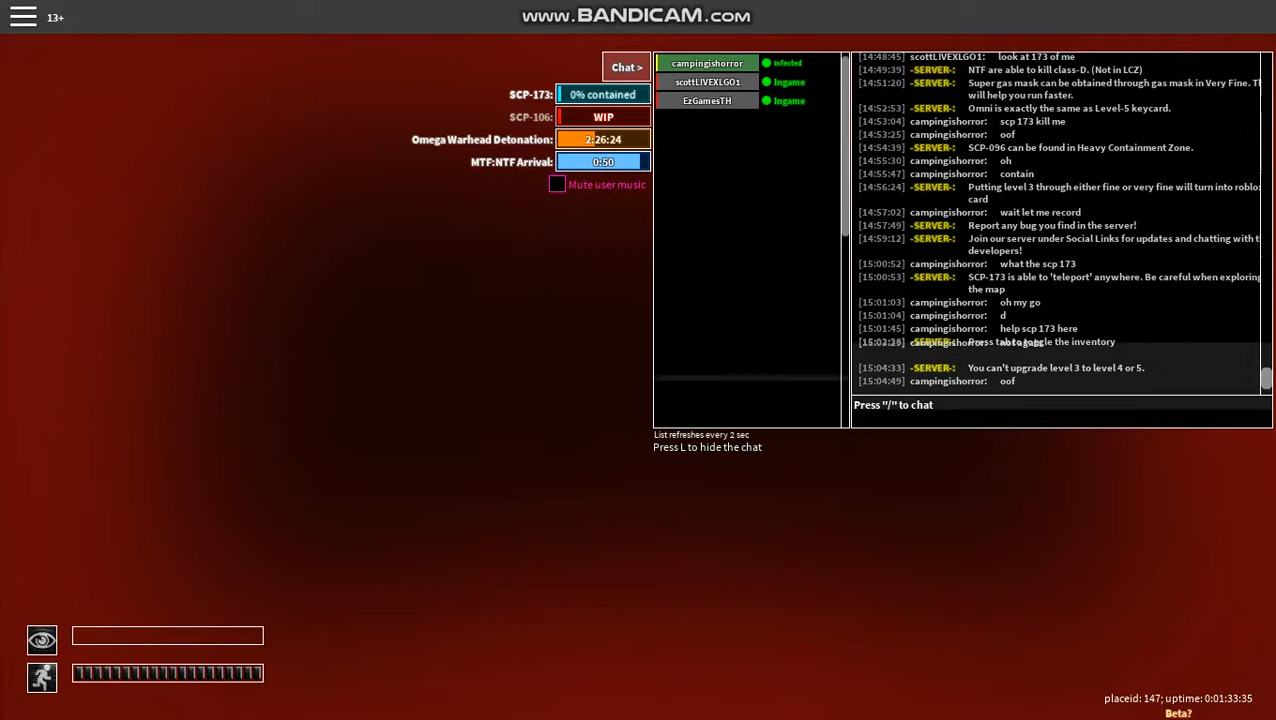 www.BANDICAM.com
13+
Chat >
SCP-173: 0% contained
SCP-106: WIP
Omega Warhead Detonation: 2:26:24
MTF:NTF Arrival: 0:50
Mute user music
campingishorror Infected
scottLIVEXLGO1 Ingame
EzGamesTH Ingame
List refreshes every 2 sec
Press L to hide the chat
[14:48:45] scottLIVEXLGO1: look at 173 of me
[14:49:39] -SERVER-: NTF are able to kill class-D. (Not in LCZ)
[14:51:20] -SERVER-: Super gas mask can be obtained through gas mask in Very Fine.
will help you run faster.
[14:52:53] -SERVER-: Omni is exactly the same as Level-5 keycard.
[14:53:04] campingishorror: scp 173 kill me
[14:53:25] campingishorror: oof
[14:54:39] -SERVER-: SCP-096 can be found in Heavy Containment Zone.
[14:55:30] campingishorror: oh
[14:55:47] campingishorror: contain
[14:56:24] -SERVER-: Putting level 3 through either fine or very fine will turn into roblox
card
[14:57:02] campingishorror: wait let me record
[14:57:49] -SERVER-: Report any bug you find in the server!
[14:59:12] -SERVER-: Join our server under Social Links for updates and chatting with
developers!
[15:00:52] campingishorror: what the scp 173
[15:00:53] -SERVER-: SCP-173 is able to 'teleport' anywhere. Be careful when exploring
the map
[15:01:03] campingishorror: oh my go
[15:01:04] campingishorror: d
[15:01:45] campingishorror: help scp 173 here
-SERVER-: Press tab to toggle the inventory
[15:04:33] -SERVER-: You can't upgrade level 3 to level 4 or 5.
[15:04:49] campingishorror: oof
Press "/" to chat
placeid: 147; uptime: 0:01:33:35
Beta?